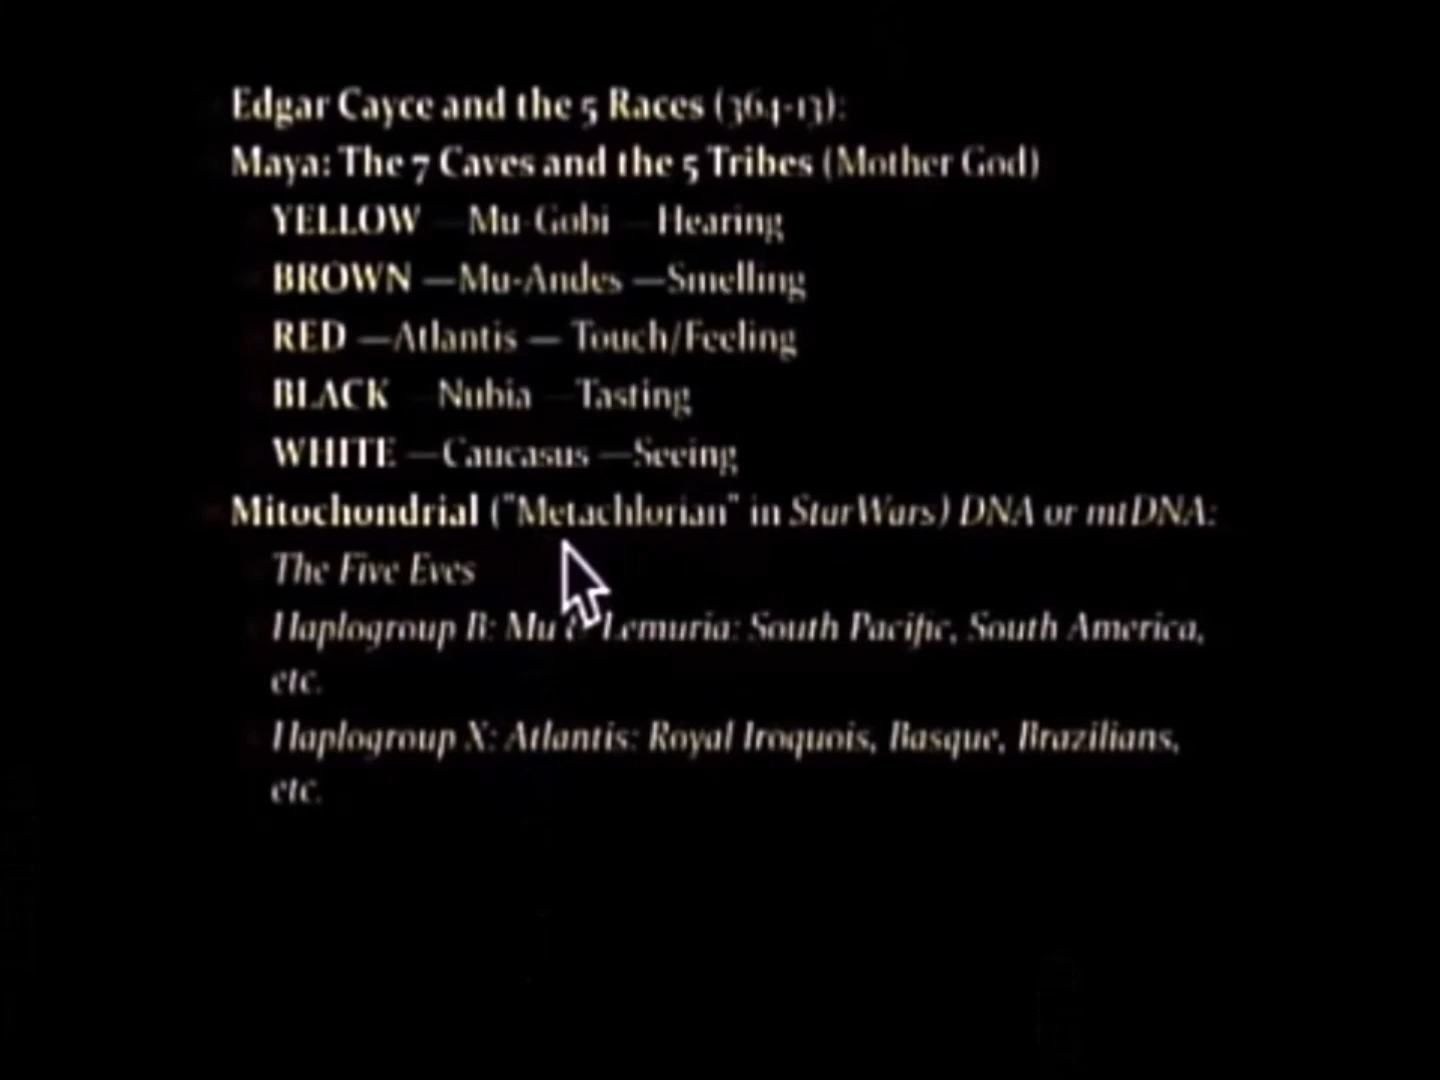 Edgar Cayce and the 5 Races (364-13):
Maya: The 7 Caves and the 5 Tribes (Mother God)
YELLOW — Mu-Gobi — Hearing
BROWN —Mu-Andes —Smelling
RED —Atlantis — Touch/Feeling
BLACK — Nubia — Tasting
WHITE —Caucasus —Seeing
Mitochondrial ("Metachlorian" in StarWars) DNA or mtDNA:
The Five Eves
Haplogroup B: Mu Lemuria: South Pacific, South America,
etc.
Haplogroup X: Atlantis: Royal Iroquois, Basque, Brazilians,
etc.